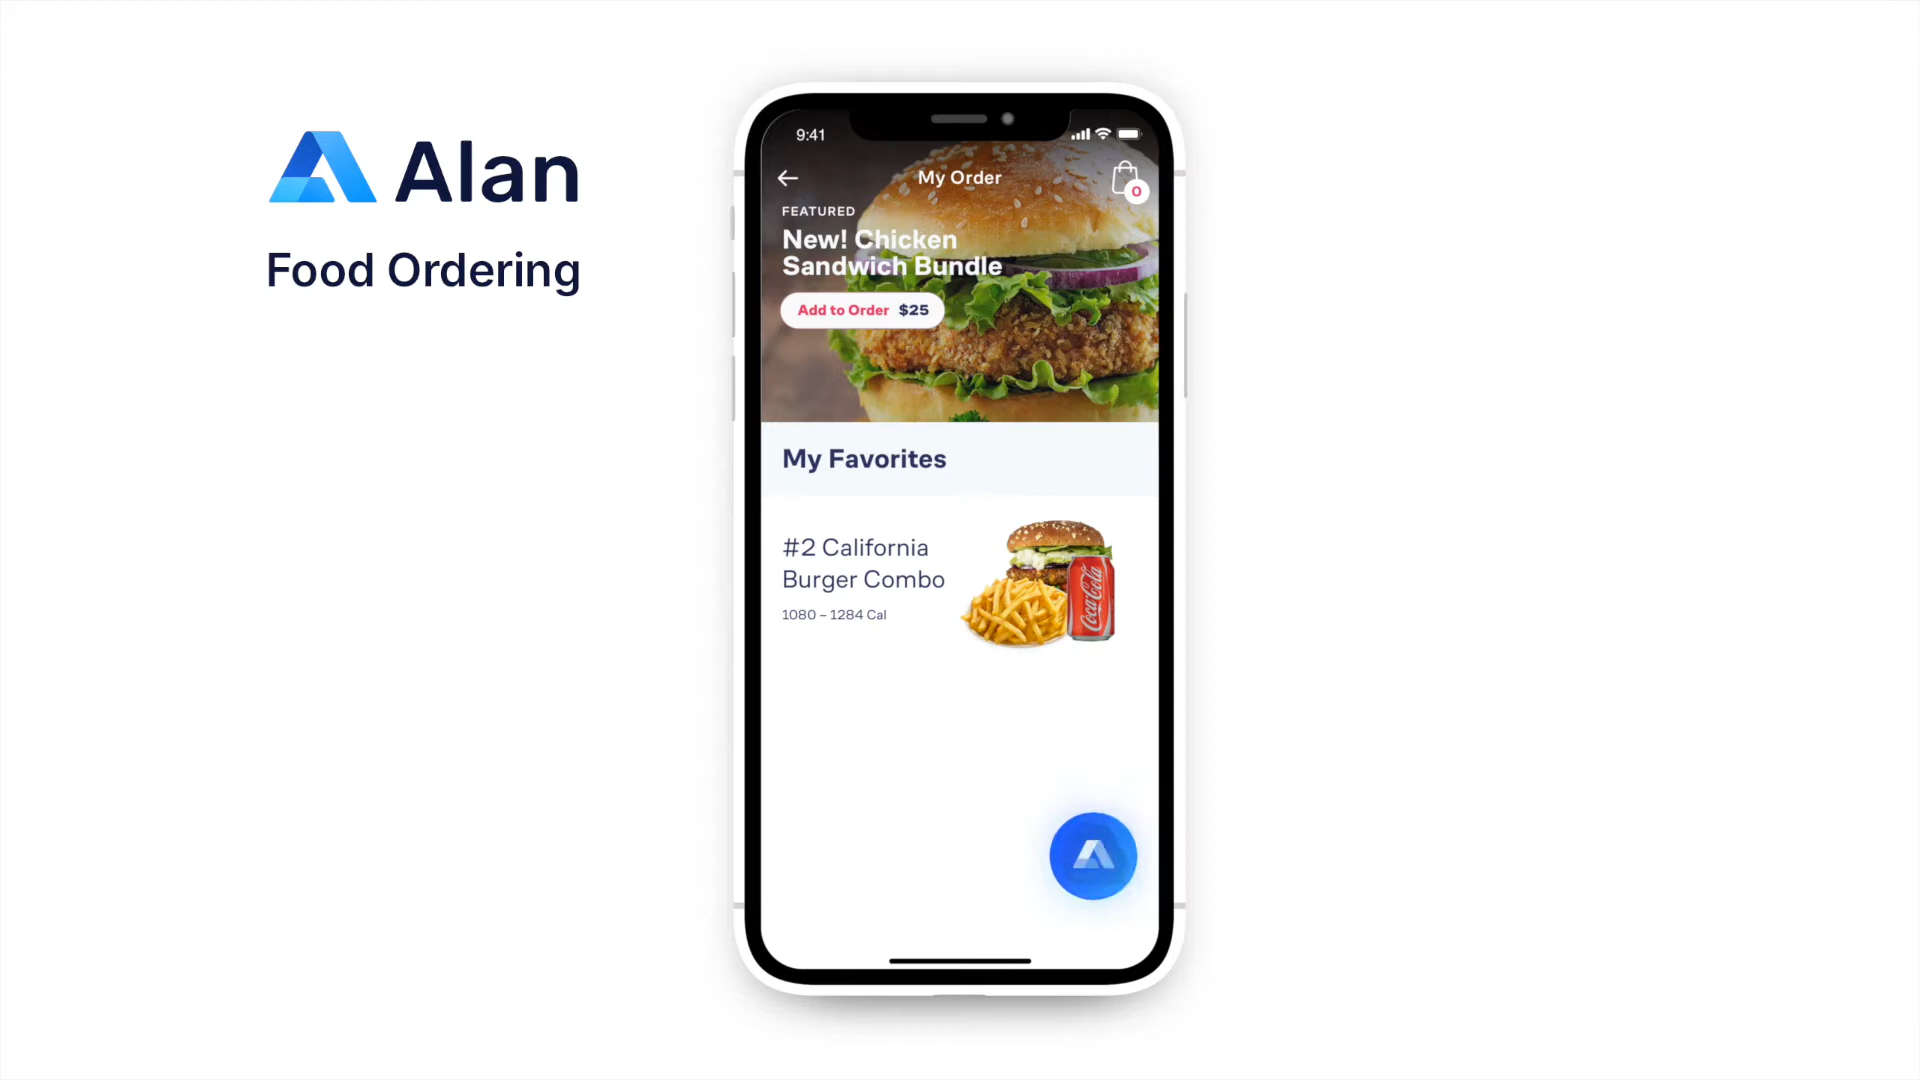 Alan
Food Ordering
9:41
My Order
0
FEATURED
New! Chicken
Sandwich Bundle
Add to Order $25
My Favorites
#2 California
Burger Combo
1080 – 1284 Cal
Coca-Cola